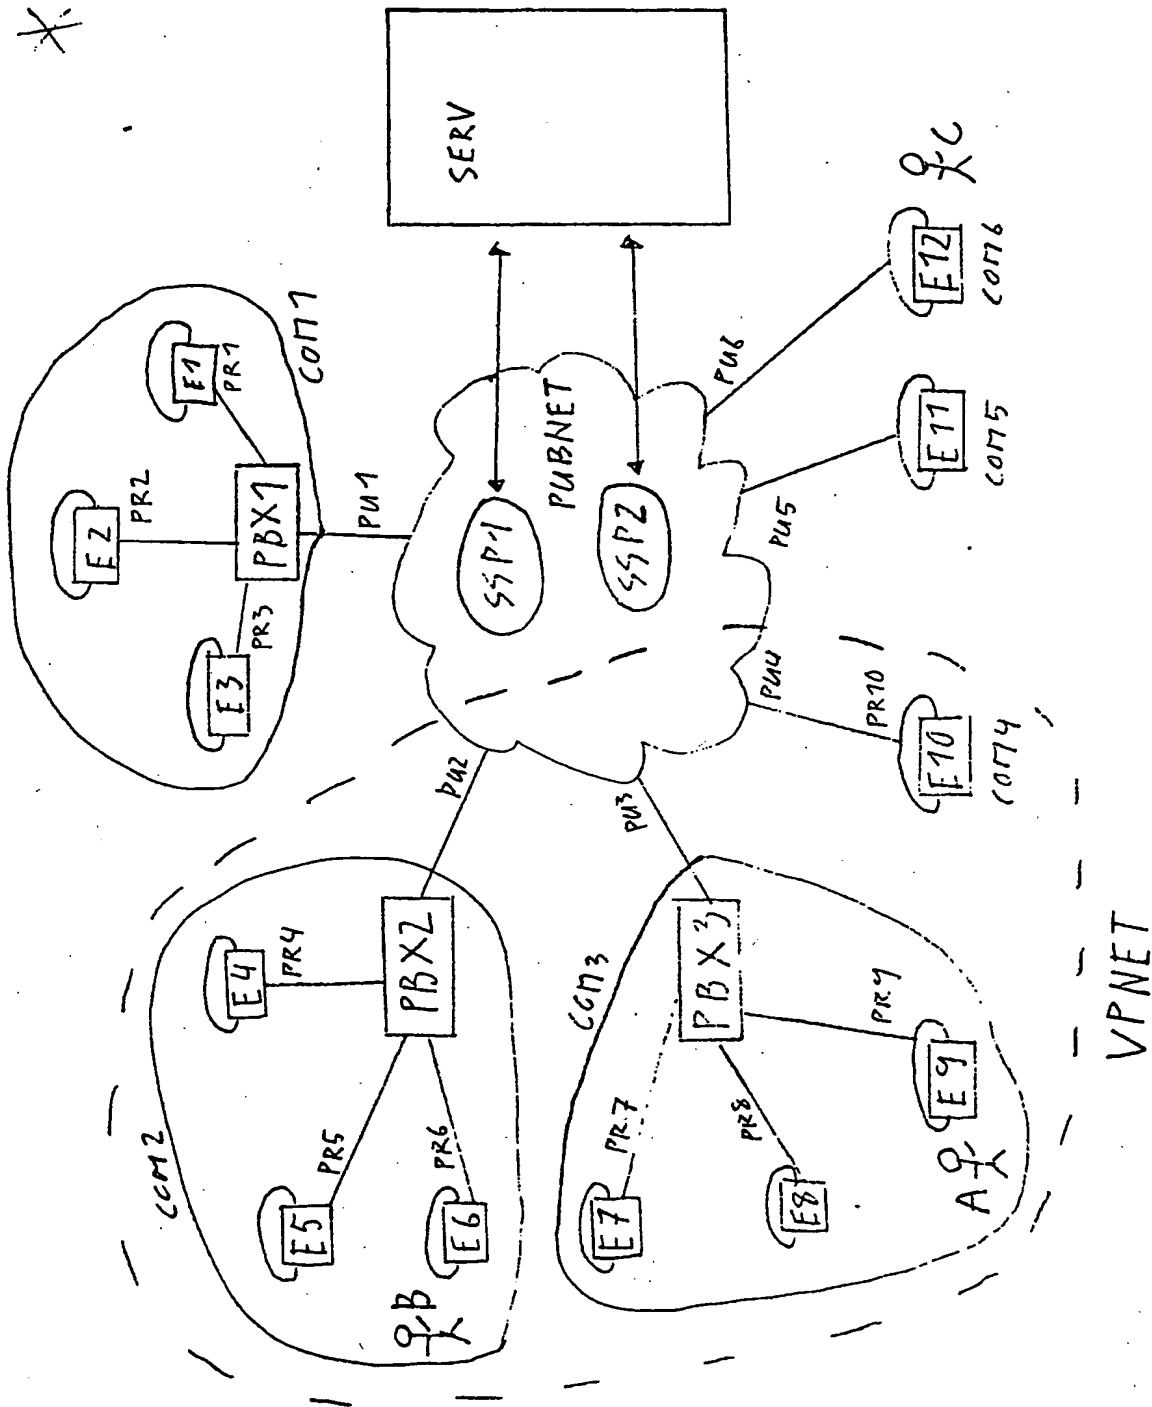 SERV
COM1
E1
PR1
E2
PR2
E3
PR3
PBX1
PU1
PUBNET
SSP1
SSP2
PU2
PU3
PU4
PU5
PU6
E12
COM6
C
E11
COM5
PR10
E10
COM4
COM2
PBX2
E4
PR4
E5
PR5
E6
PR6
B
COM3
PBX3
E7
PR7
E8
PR8
E9
PR9
A
VPNET